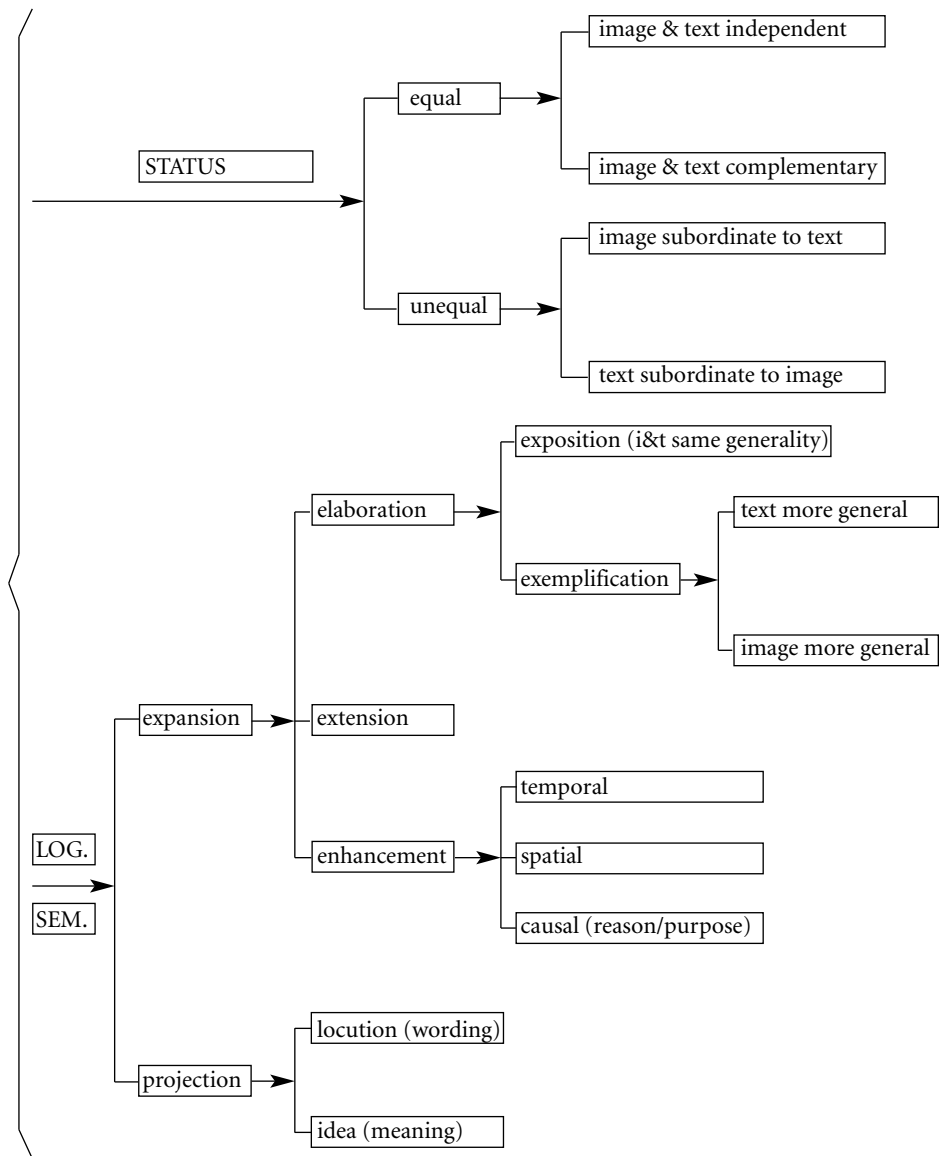 image & text independent
equal
STATUS
image & text complementary
image subordinate to text
unequal
text subordinate to image
exposition (i&t same generality)
elaboration
text more general
exemplification
image more general
expansion
extension
temporal
LOG.
enhancement
spatial
SEM.
causal (reason/purpose)
locution (wording)
projection
idea (meaning)